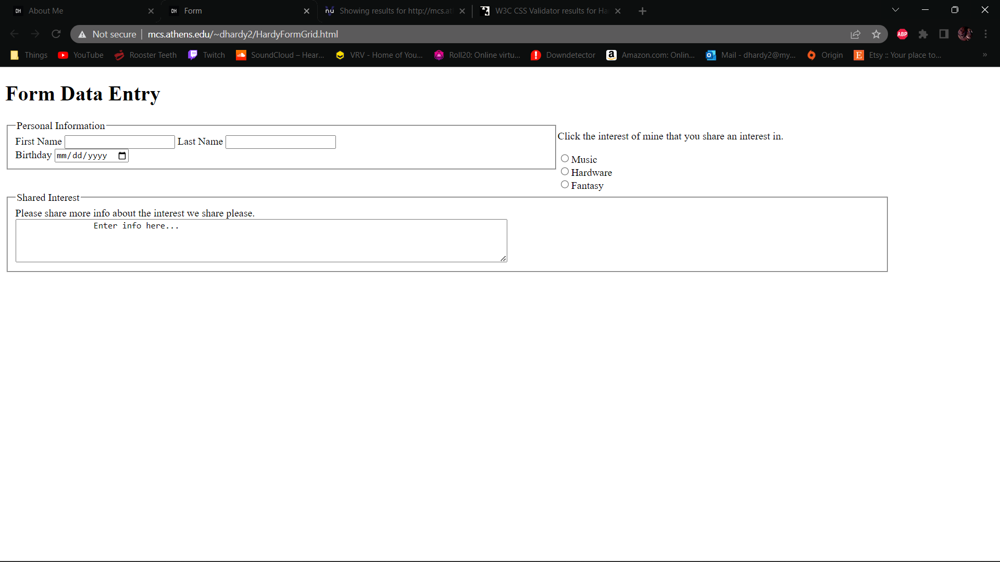 DH About Me
DH Form
nu Showing results for http://mcs.at
W3C CSS Validator results for Ha
Not secure | mcs.athens.edu/~dhardy2/HardyFormGrid.html
ABP
Things
YouTube
Rooster Teeth
Twitch
SoundCloud – Hear...
VRV - Home of You...
Roll20: Online virtu...
Downdetector
Amazon.com: Onlin...
Mail - dhardy2@my...
Origin
Etsy :: Your place to...
»
Form Data Entry
Personal Information
First Name
Last Name
Birthday mm/dd/yyyy
Click the interest of mine that you share an interest in.
Music
Hardware
Fantasy
Shared Interest
Please share more info about the interest we share please.
Enter info here...